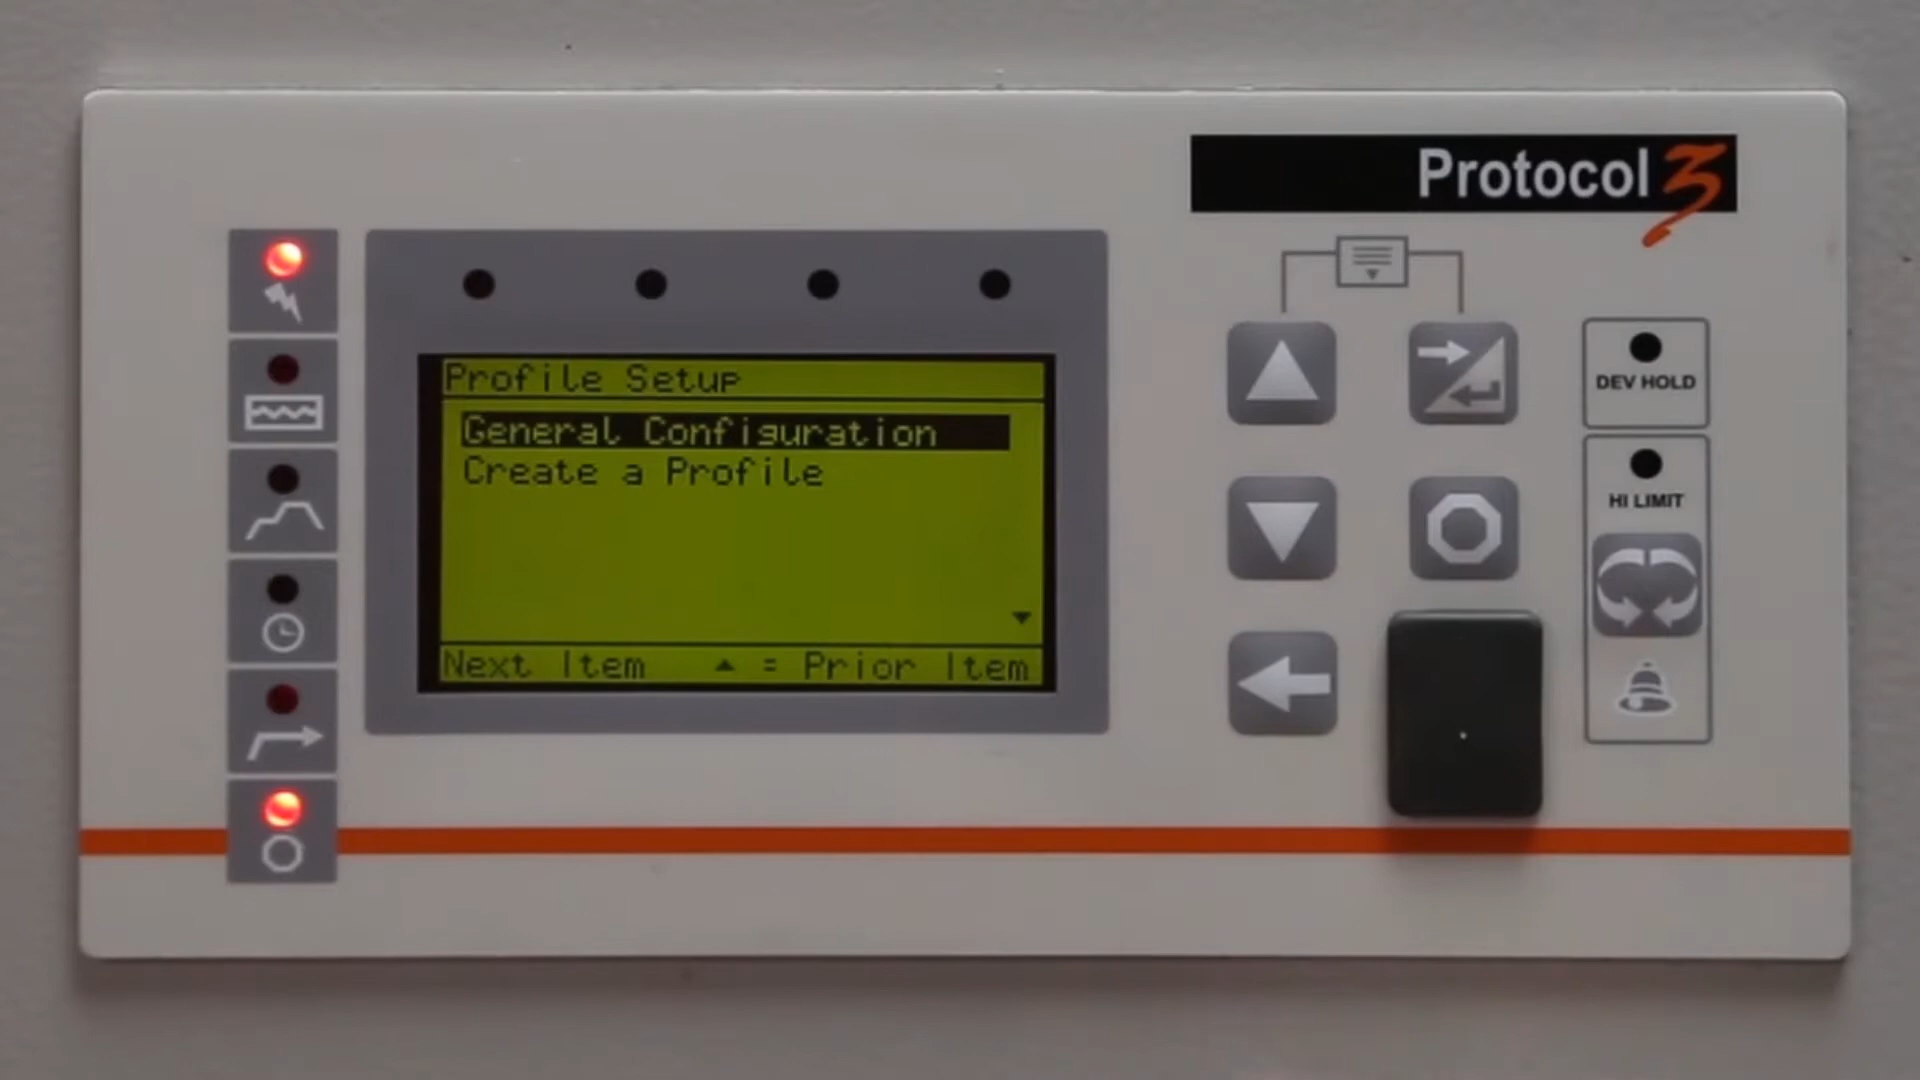 Protocol 3
Profile Setup
General Configuration
Create a Profile
Next Item ▲ = Prior Item
DEV HOLD
HI LIMIT